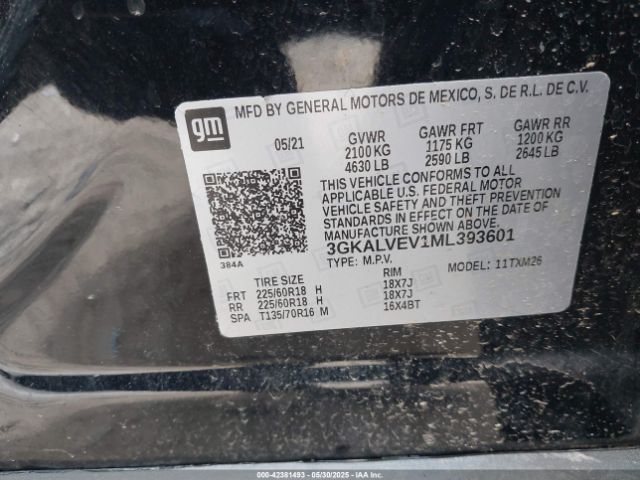 gm
MFD BY GENERAL MOTORS DE MEXICO, S. DE R.L. DE C.V.
05/21 GVWR GAWR FRT GAWR RR
2100 KG 1175 KG 1200 KG
4630 LB 2590 LB 2645 LB
THIS VEHICLE CONFORMS TO ALL
APPLICABLE U.S. FEDERAL MOTOR
VEHICLE SAFETY AND THEFT PREVENTION
STANDARDS IN EFFECT ON THE DATE OF
MANUFACTURE SHOWN ABOVE.
3GKALVEV1ML393601
384A TYPE: M.P.V. MODEL: 11TXM26
TIRE SIZE RIM
FRT 225/60R18 H 18X7J
RR 225/60R18 H 18X7J
SPA T135/70R16 M 16X4BT
000-42381493 - 05/30/2025 - IAA Inc.